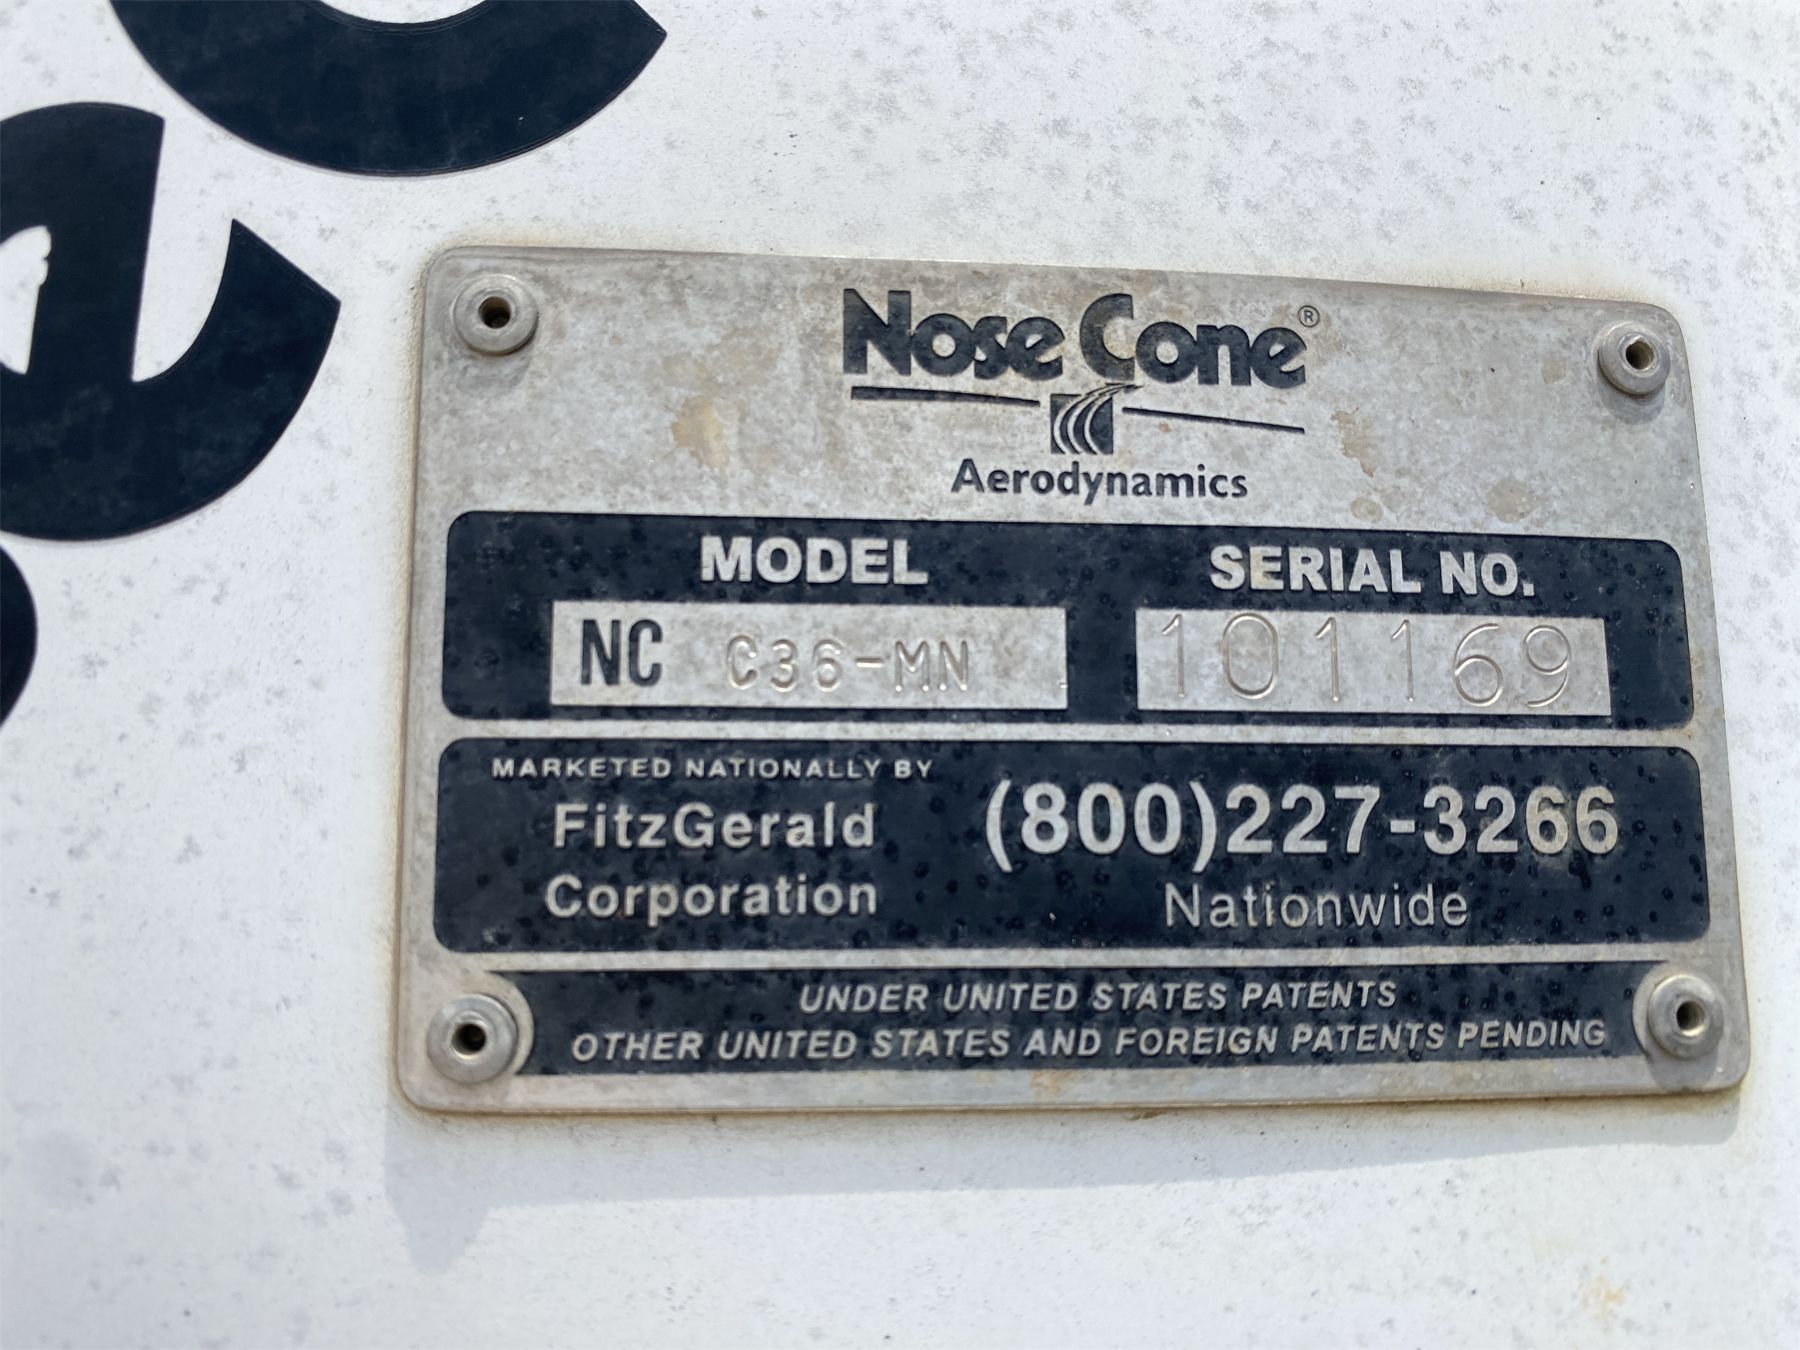 Nose Cone®
Aerodynamics
MODEL SERIAL NO.
NC C36-MN 101169
MARKETED NATIONALLY BY
FitzGerald
Corporation
(800)227-3266
Nationwide
UNDER UNITED STATES PATENTS
OTHER UNITED STATES AND FOREIGN PATENTS PENDING